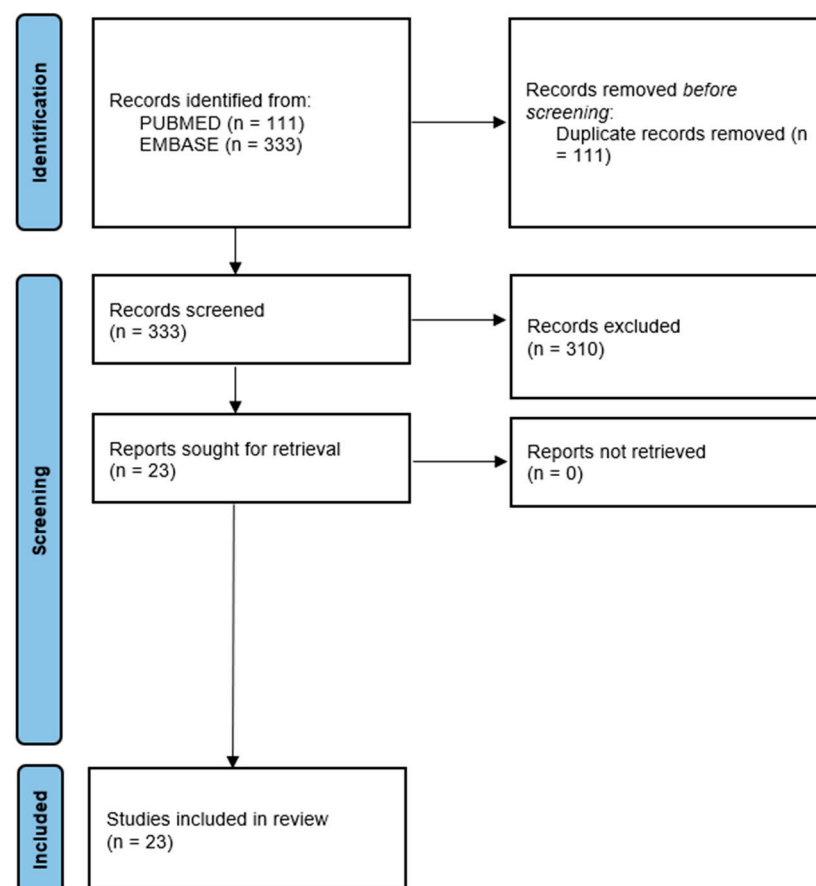 Identification
Records identified from:
PUBMED (n = 111)
EMBASE (n = 333)
Records removed before
screening:
Duplicate records removed (n
= 111)
Screening
Records screened
(n = 333)
Records excluded
(n = 310)
Reports sought for retrieval
(n = 23)
Reports not retrieved
(n = 0)
Included
Studies included in review
(n = 23)